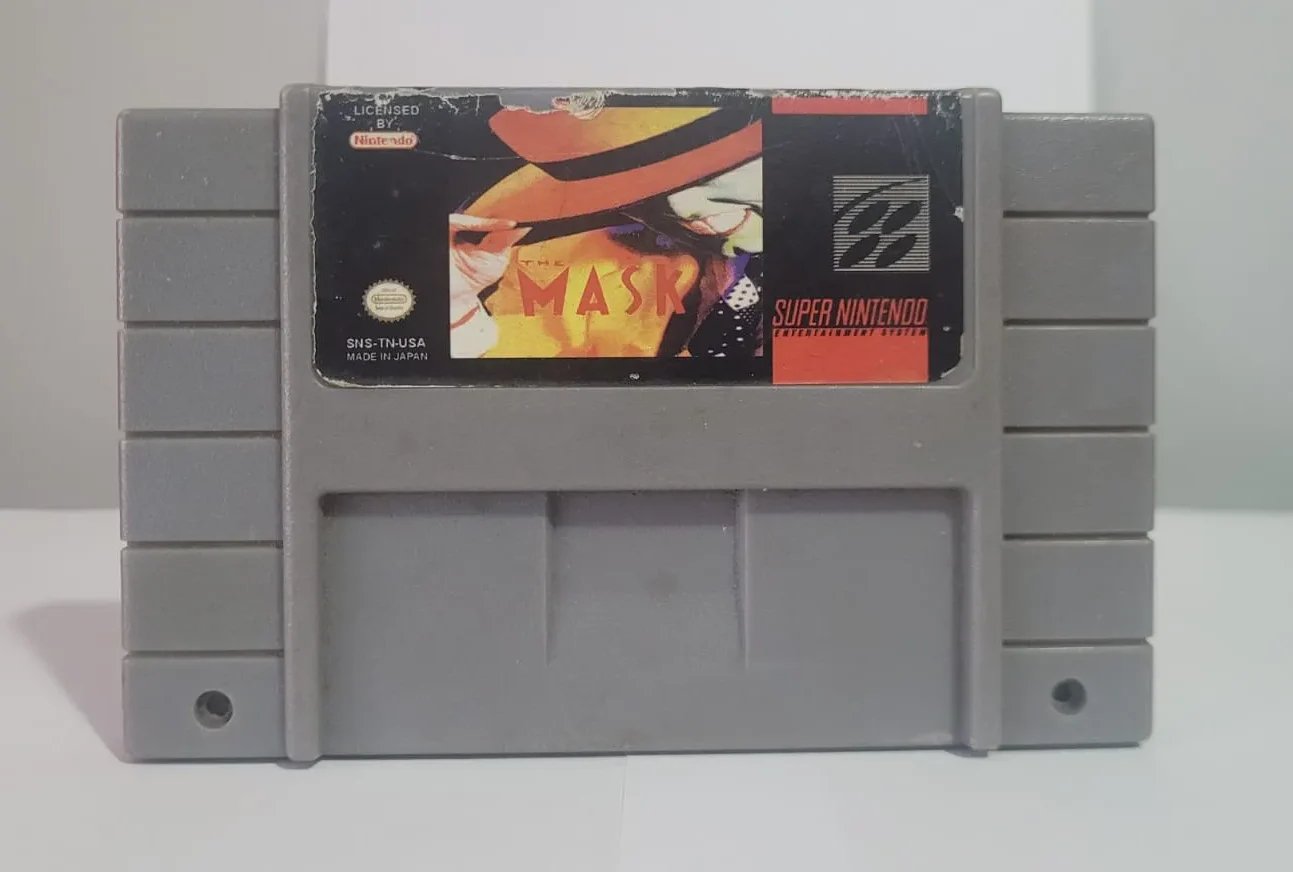 LICENSED
BY
Nintendo
THE
MASK
SNS-TN-USA
MADE IN JAPAN
SUPER NINTENDO
ENTERTAINMENT SYSTEM